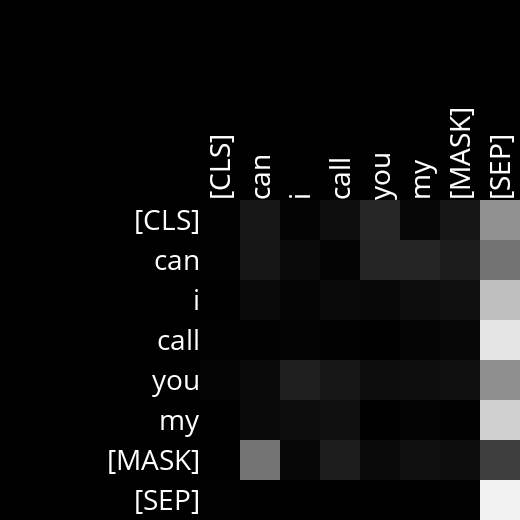 [CLS] can i call you my [MASK] [SEP]
[CLS]
can
i
call
you
my
[MASK]
[SEP]